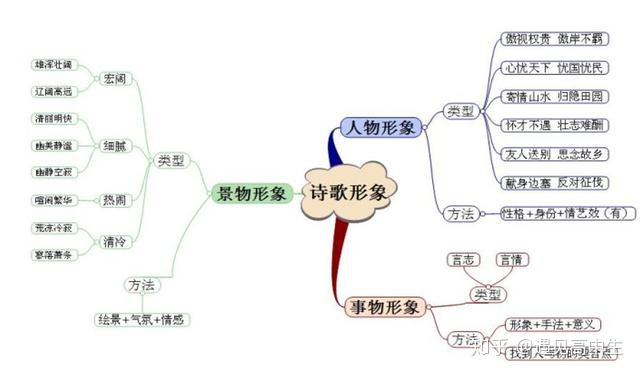 诗歌形象
人物形象
类型
傲视权贵 傲岸不羁
心忧天下 忧国忧民
寄情山水 归隐田园
怀才不遇 壮志难酬
友人送别 思念故乡
献身边塞 反对征伐
方法
性格+身份+情艺效（有）
事物形象
类型
言志
言情
方法
形象+手法+意义
找到人与物的契合点
景物形象
类型
宏阔
雄浑壮阔
辽阔高远
细腻
清丽明快
幽美静谧
幽静空寂
热闹
喧闹繁华
清冷
荒凉冷寂
寥落萧条
方法
绘景+气氛+情感
知乎 @遇见高中生